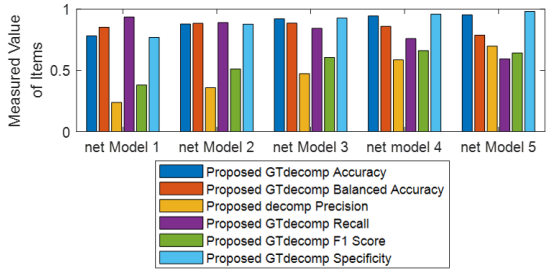 Measured Value
of Items
1
0.5
0
net Model 1
net Model 2
net Model 3
net model 4
net Model 5
Proposed GTdecomp Accuracy
Proposed GTdecomp Balanced Accuracy
Proposed decomp Precision
Proposed GTdecomp Recall
Proposed GTdecomp F1 Score
Proposed GTdecomp Specificity